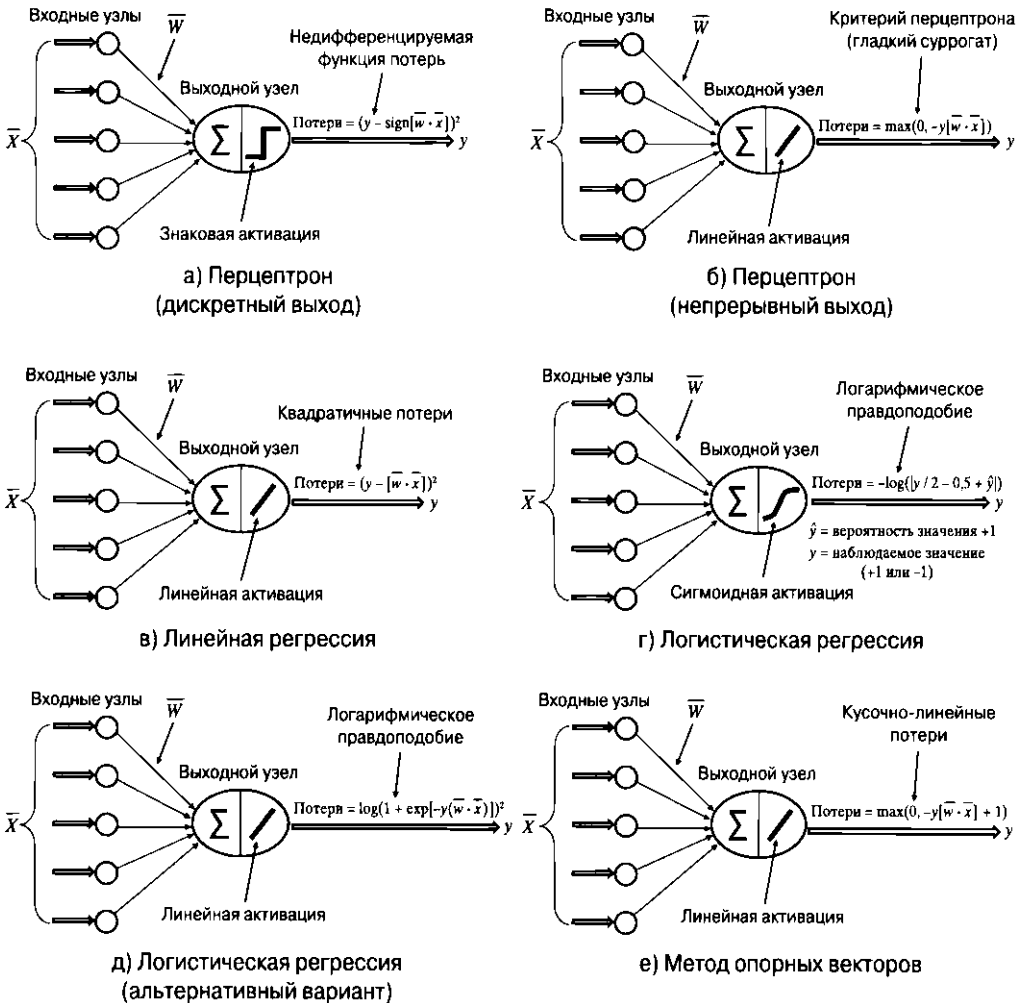 Входные узлы
W
Недифференцируемая
функция потерь
Выходной узел
X
Σ
Потери = (y – sign[w · x])²
y
Знаковая активация
а) Перцептрон
(дискретный выход)
Входные узлы
W
Критерий перцептрона
(гладкий суррогат)
Выходной узел
X
Σ
Потери = max(0, -y[w · x])
y
Линейная активация
б) Перцептрон
(непрерывный выход)
Входные узлы
W
Квадратичные потери
Выходной узел
X
Σ
Потери = (y – [w · x])²
y
Линейная активация
в) Линейная регрессия
Входные узлы
W
Логарифмическое
правдоподобие
Выходной узел
X
Σ
Потери = -log(|y / 2 – 0,5 + ŷ|)
y
ŷ = вероятность значения +1
y = наблюдаемое значение
(+1 или -1)
Сигмоидная активация
г) Логистическая регрессия
Входные узлы
W
Логарифмическое
правдоподобие
Выходной узел
X
Σ
Потери = log(1 + exp[-y(w · x)])²
y
Линейная активация
д) Логистическая регрессия
(альтернативный вариант)
Входные узлы
W
Кусочно-линейные
потери
Выходной узел
X
Σ
Потери = max(0, -y[w · x] + 1)
y
Линейная активация
е) Метод опорных векторов